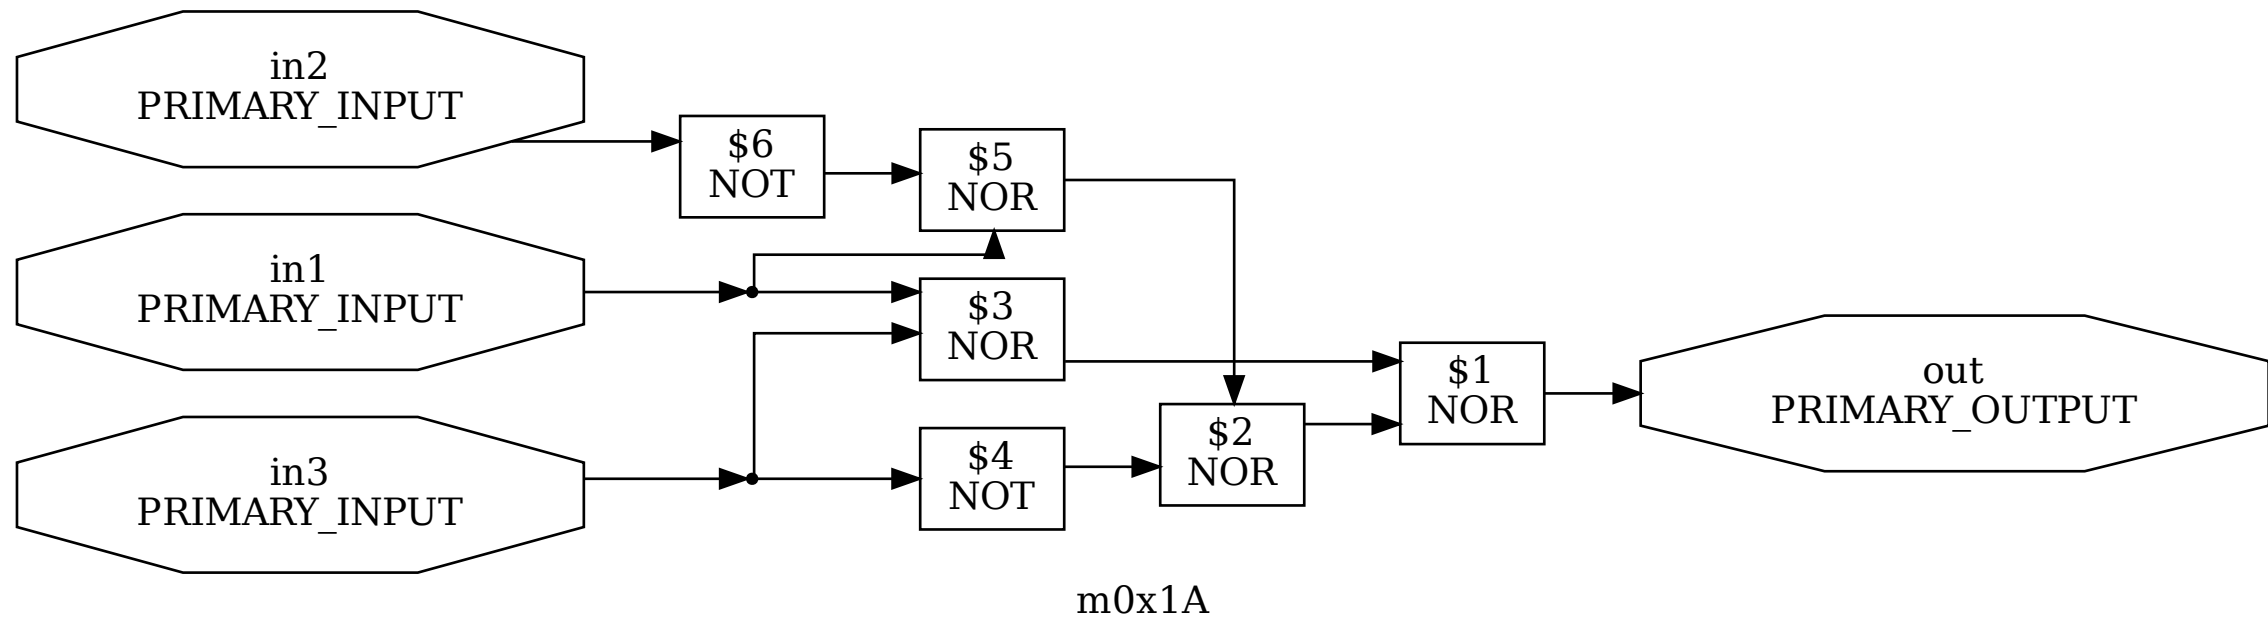 in2
PRIMARY_INPUT
$6
NOT
$5
NOR
in1
PRIMARY_INPUT
$3
NOR
$1
NOR
out
PRIMARY_OUTPUT
in3
PRIMARY_INPUT
$4
NOT
$2
NOR
m0x1A